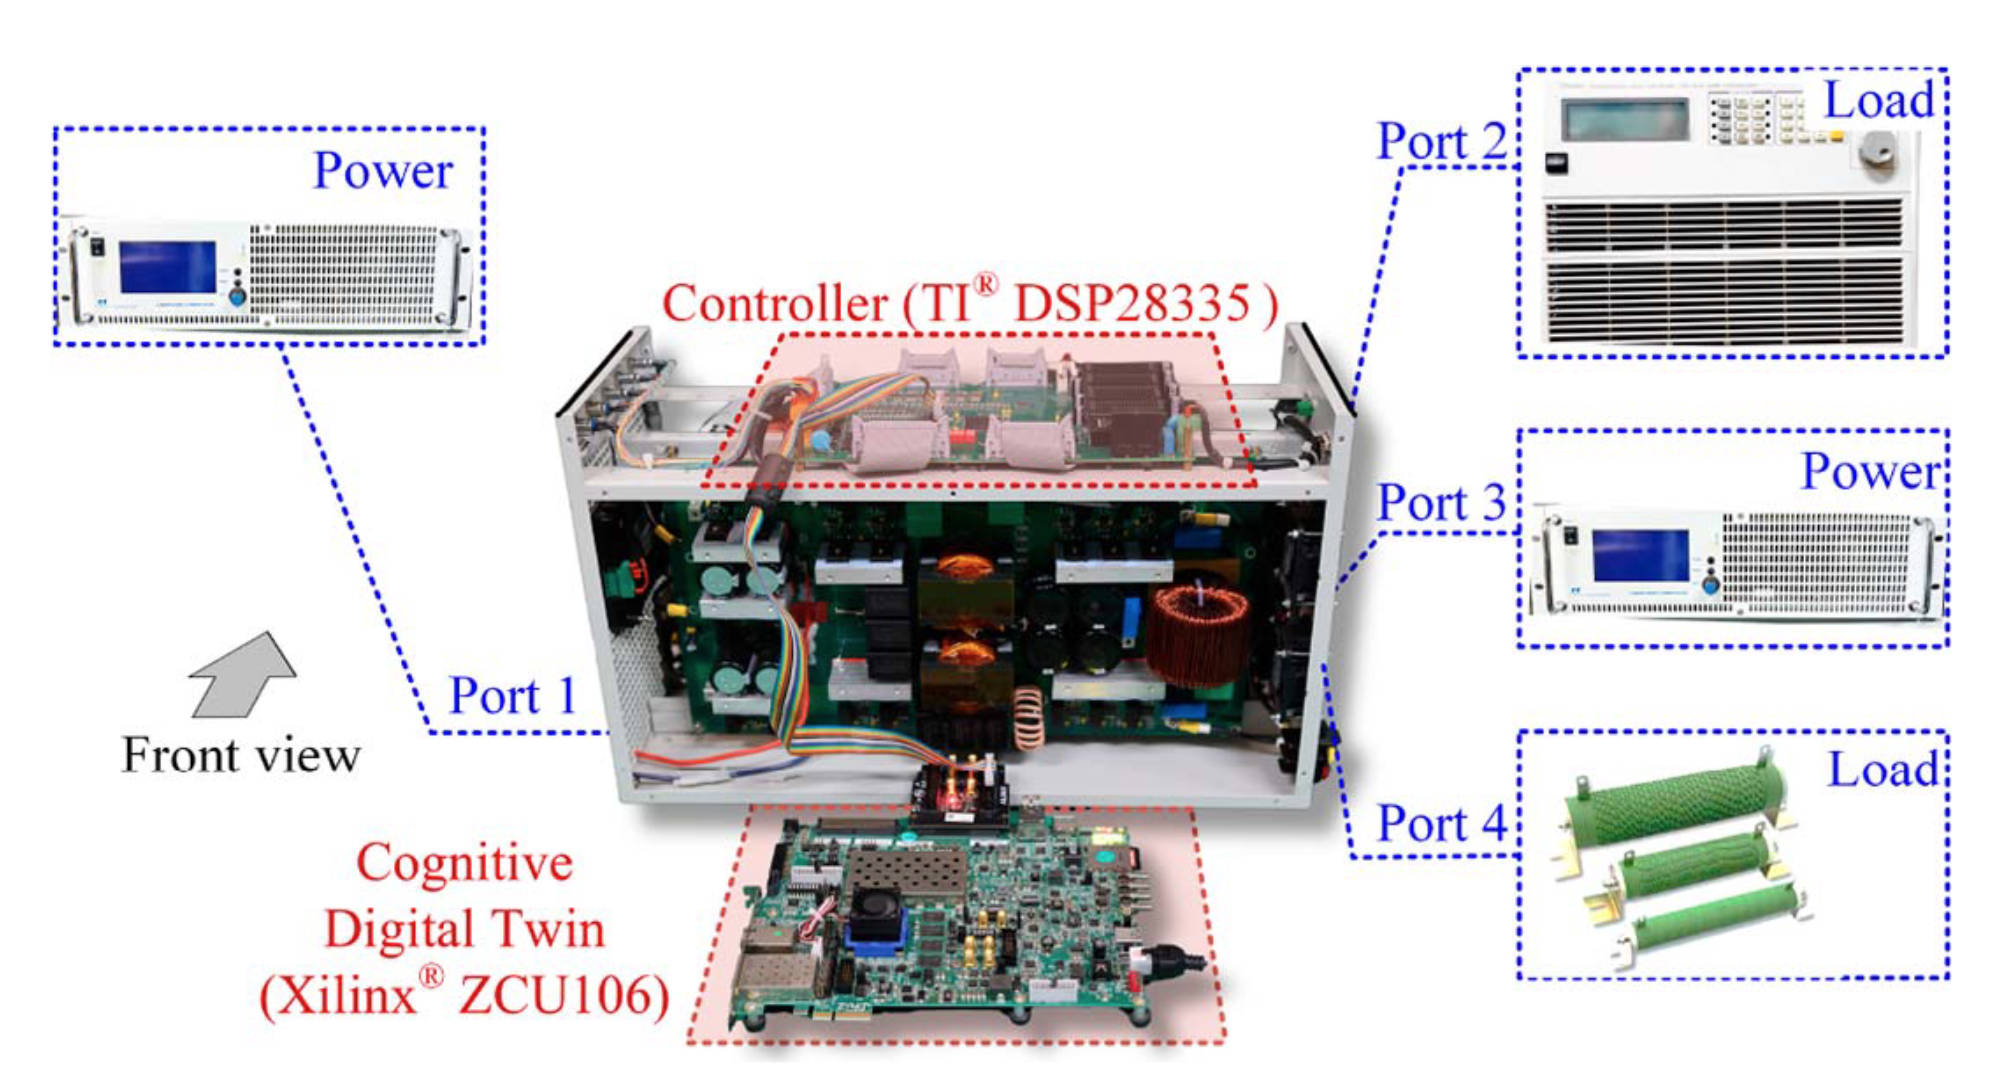 Power
Port 1
Front view
Controller (TI® DSP28335 )
Cognitive
Digital Twin
(Xilinx® ZCU106)
Port 2
Load
Port 3
Power
Port 4
Load